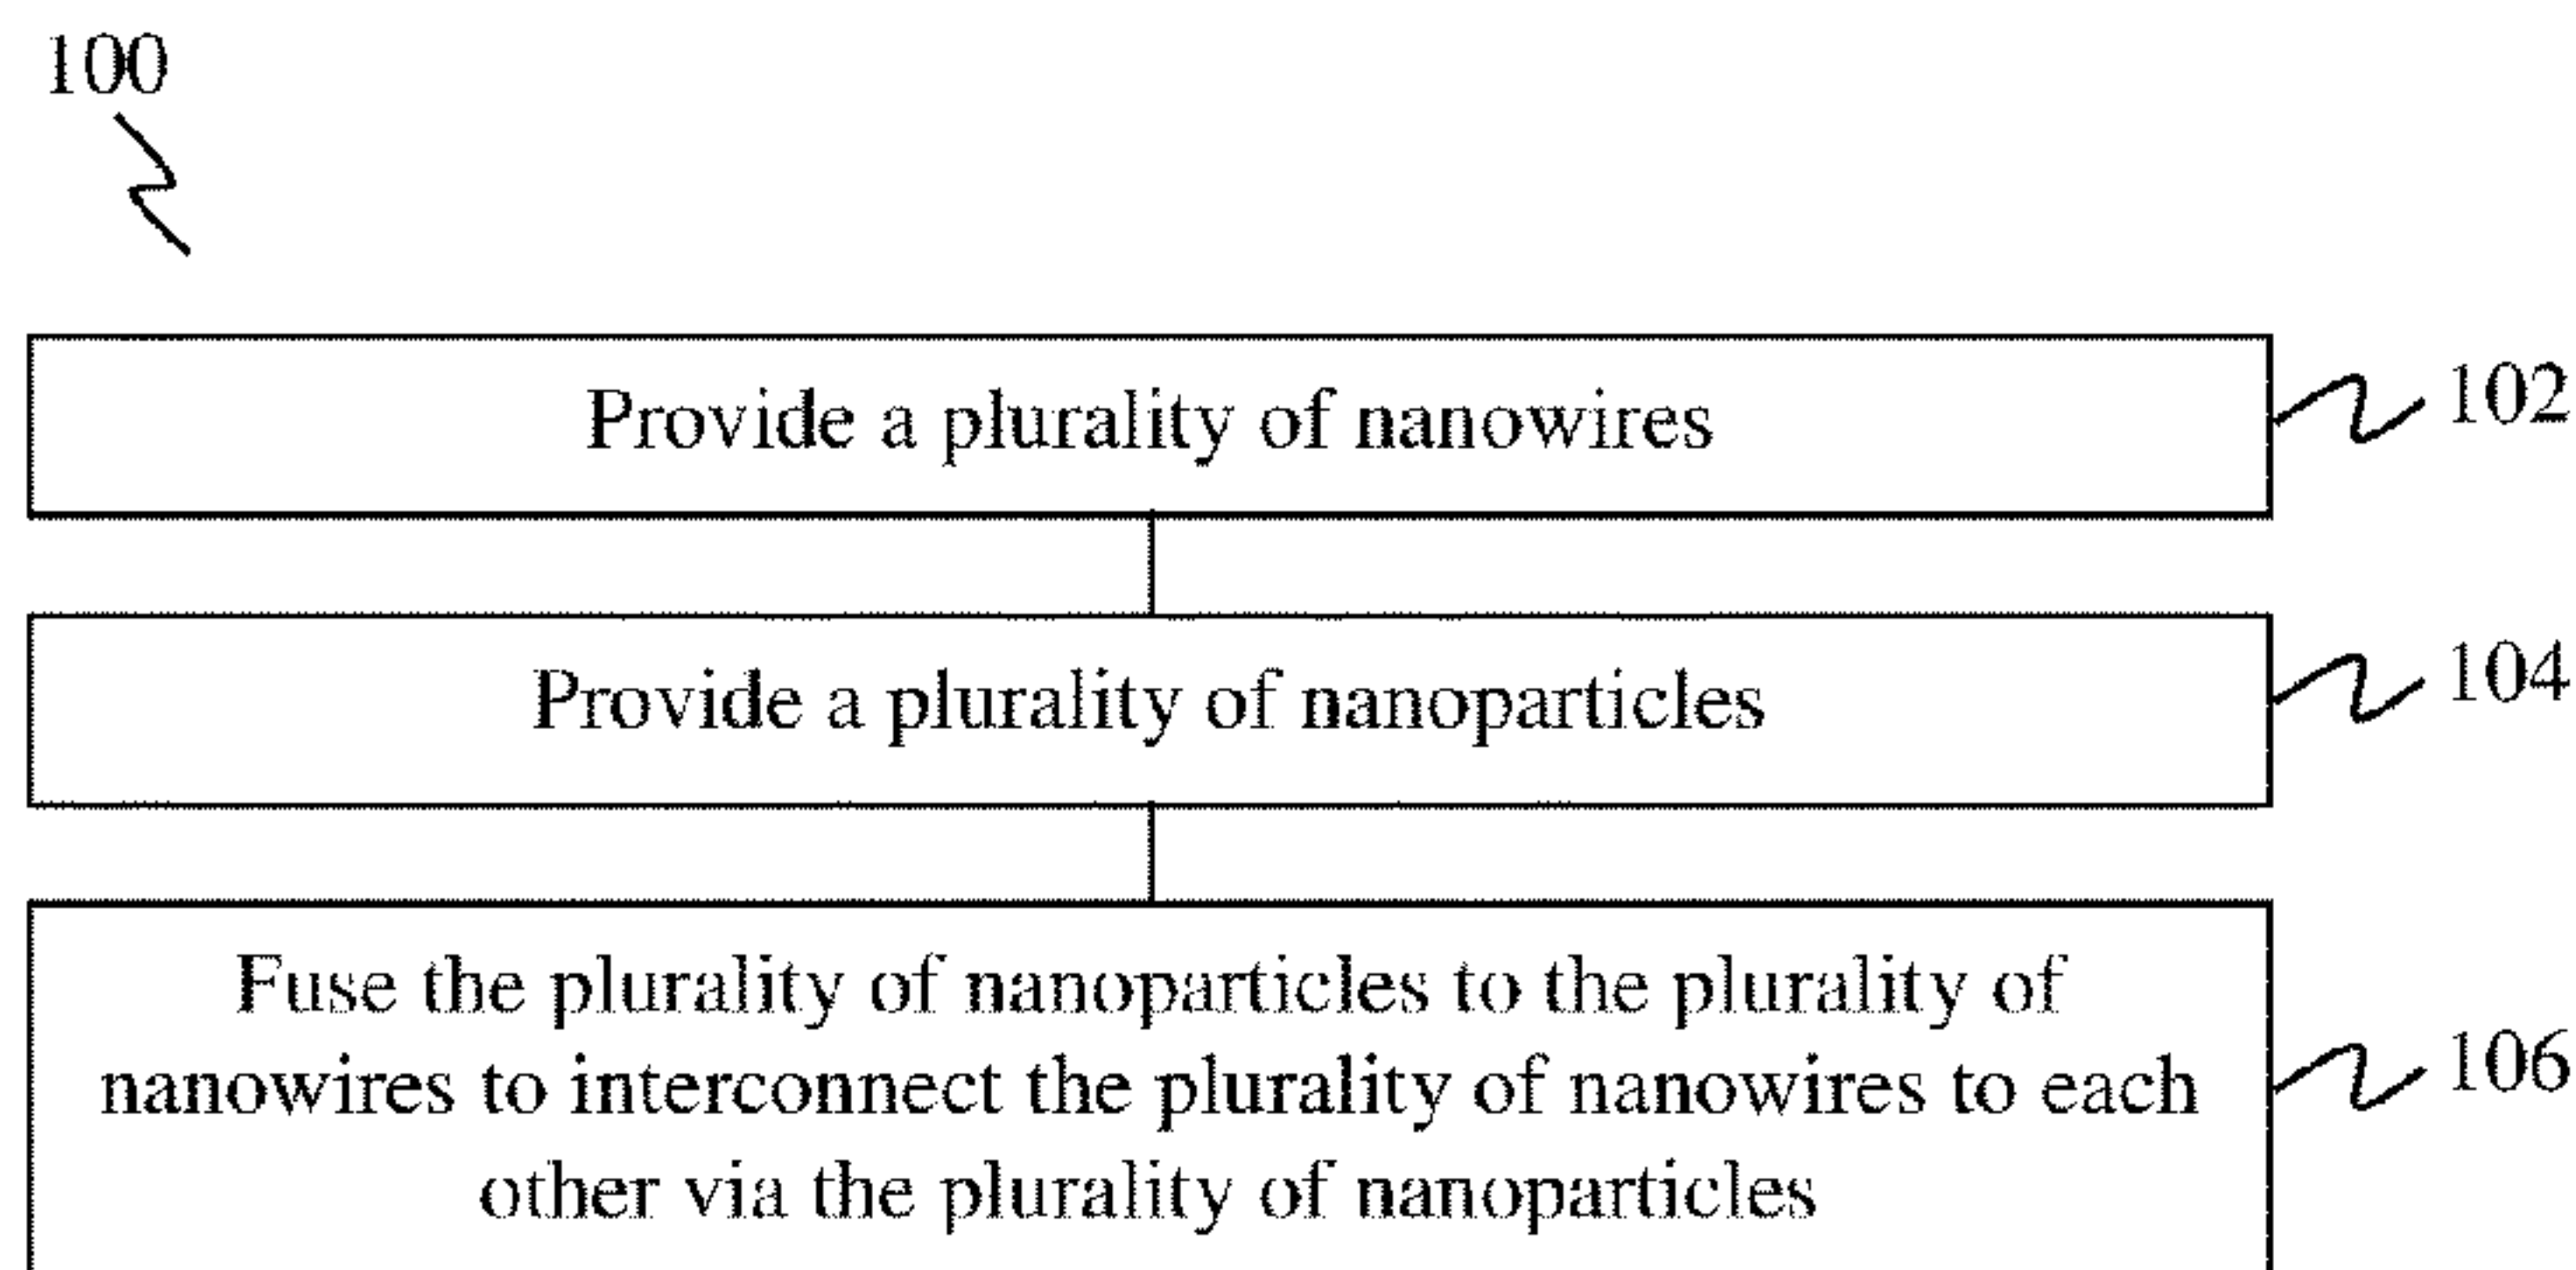 100
Provide a plurality of nanowires
102
Provide a plurality of nanoparticles
104
Fuse the plurality of nanoparticles to the plurality of
nanowires to interconnect the plurality of nanowires to each
other via the plurality of nanoparticles
106